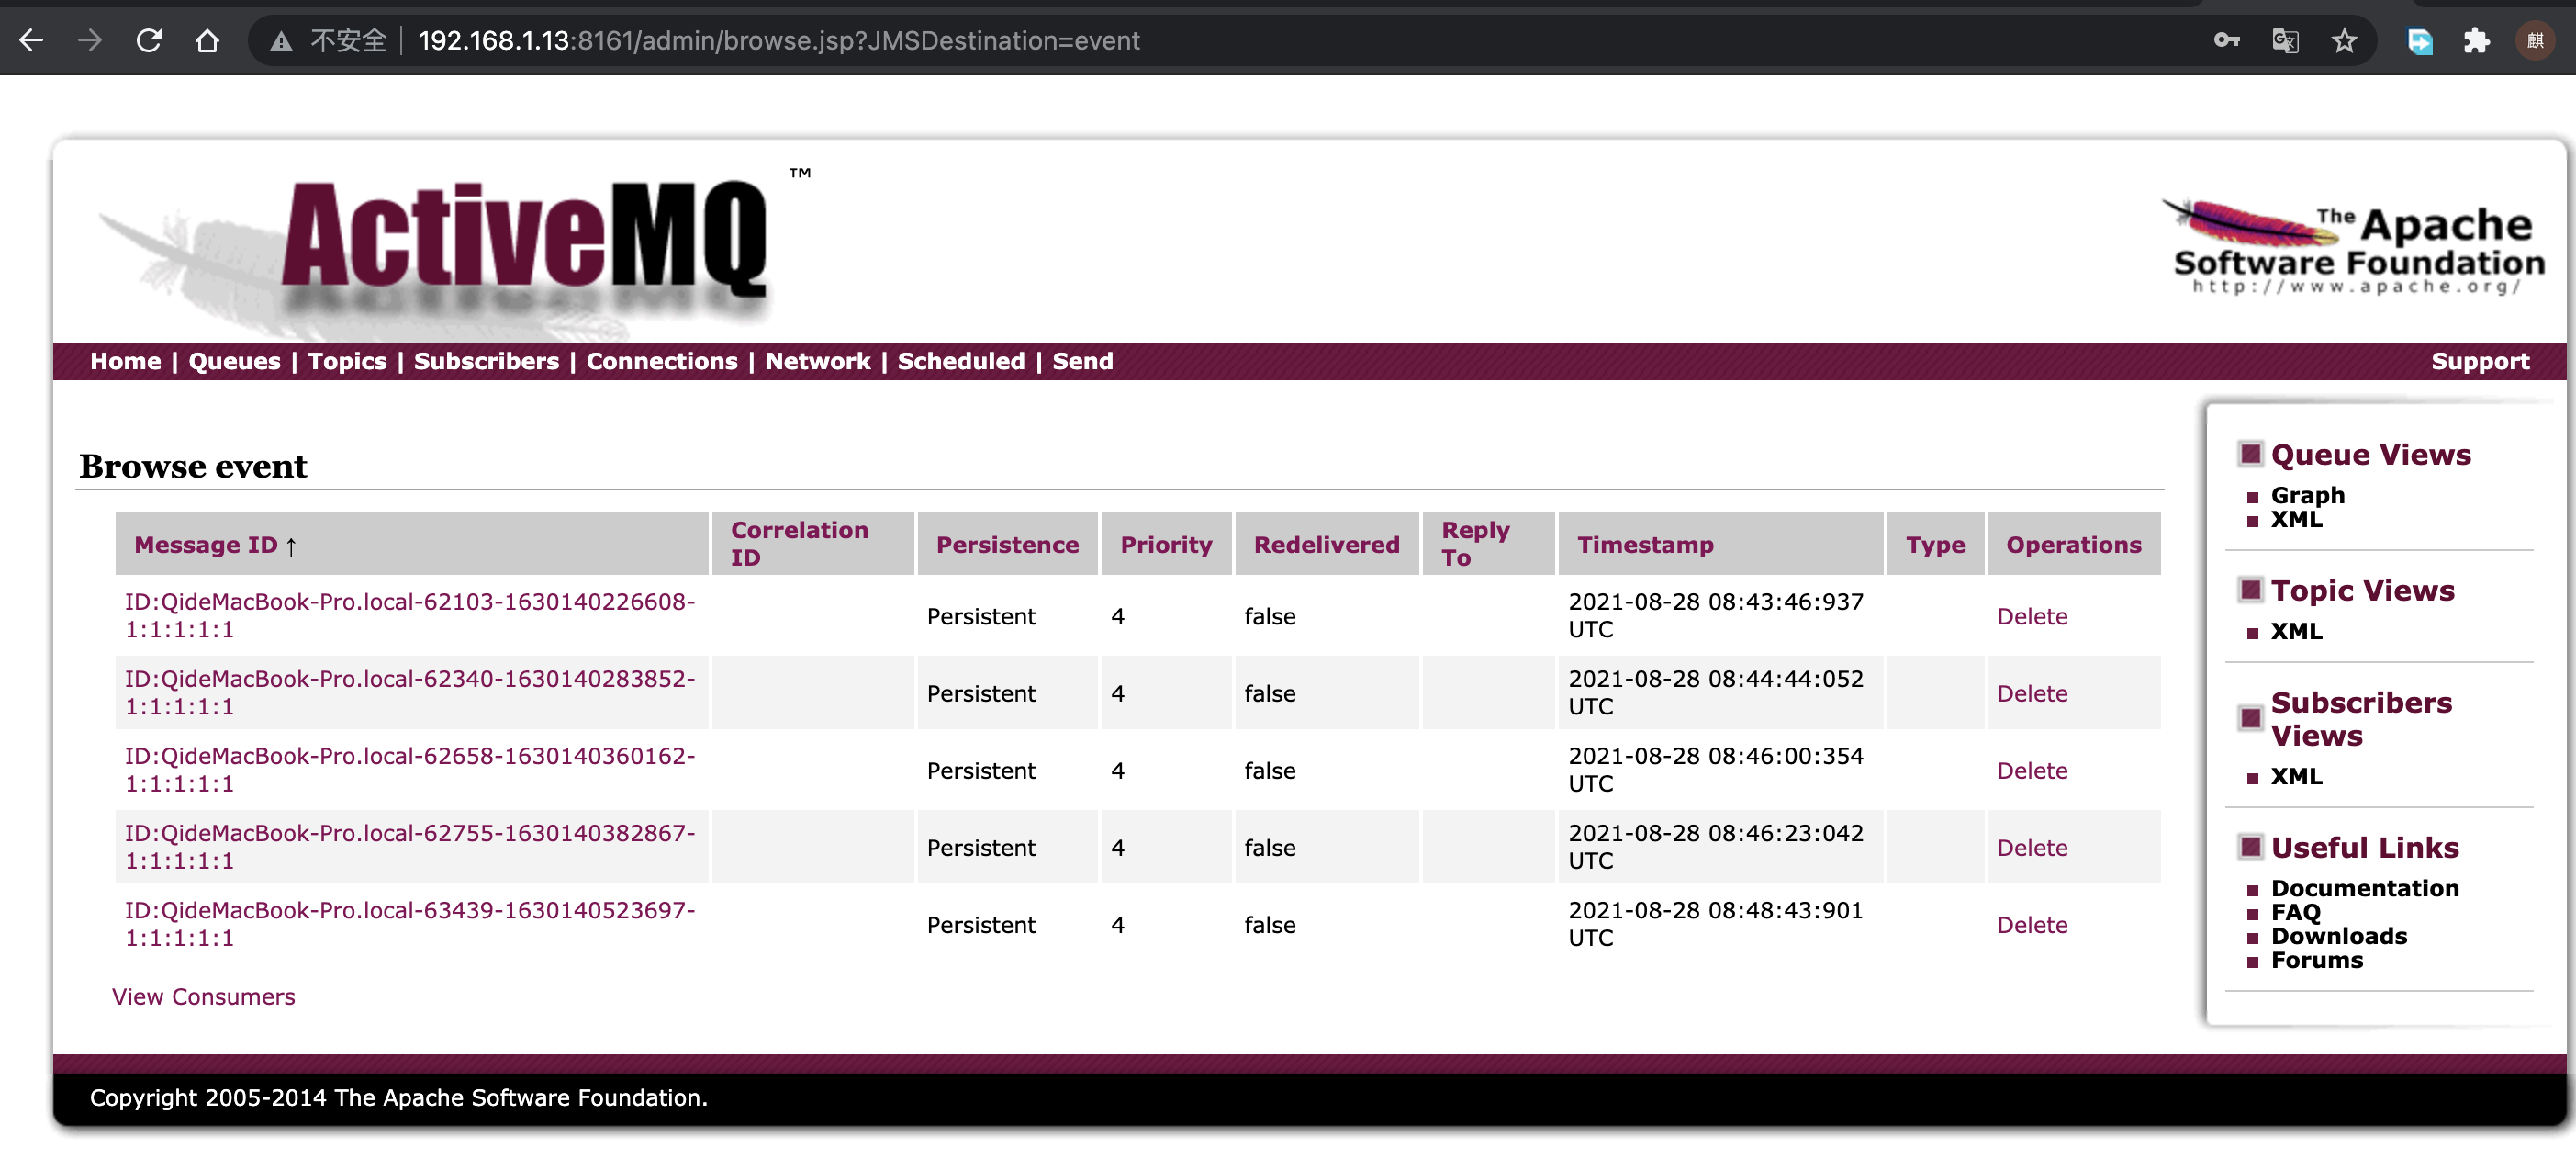 不安全 192.168.1.13:8161/admin/browse.jsp?JMSDestination=event
麒
ActiveMQ ™
The Apache
Software Foundation
http://www.apache.org/
Home | Queues | Topics | Subscribers | Connections | Network | Scheduled | Send
Support
Browse event
Message ID ↑ Correlation ID Persistence Priority Redelivered Reply To Timestamp Type Operations
ID:QideMacBook-Pro.local-62103-1630140226608-
1:1:1:1:1 Persistent 4 false 2021-08-28 08:43:46:937 UTC Delete
ID:QideMacBook-Pro.local-62340-1630140283852-
1:1:1:1:1 Persistent 4 false 2021-08-28 08:44:44:052 UTC Delete
ID:QideMacBook-Pro.local-62658-1630140360162-
1:1:1:1:1 Persistent 4 false 2021-08-28 08:46:00:354 UTC Delete
ID:QideMacBook-Pro.local-62755-1630140382867-
1:1:1:1:1 Persistent 4 false 2021-08-28 08:46:23:042 UTC Delete
ID:QideMacBook-Pro.local-63439-1630140523697-
1:1:1:1:1 Persistent 4 false 2021-08-28 08:48:43:901 UTC Delete
View Consumers
Queue Views
Graph
XML
Topic Views
XML
Subscribers
Views
XML
Useful Links
Documentation
FAQ
Downloads
Forums
Copyright 2005-2014 The Apache Software Foundation.